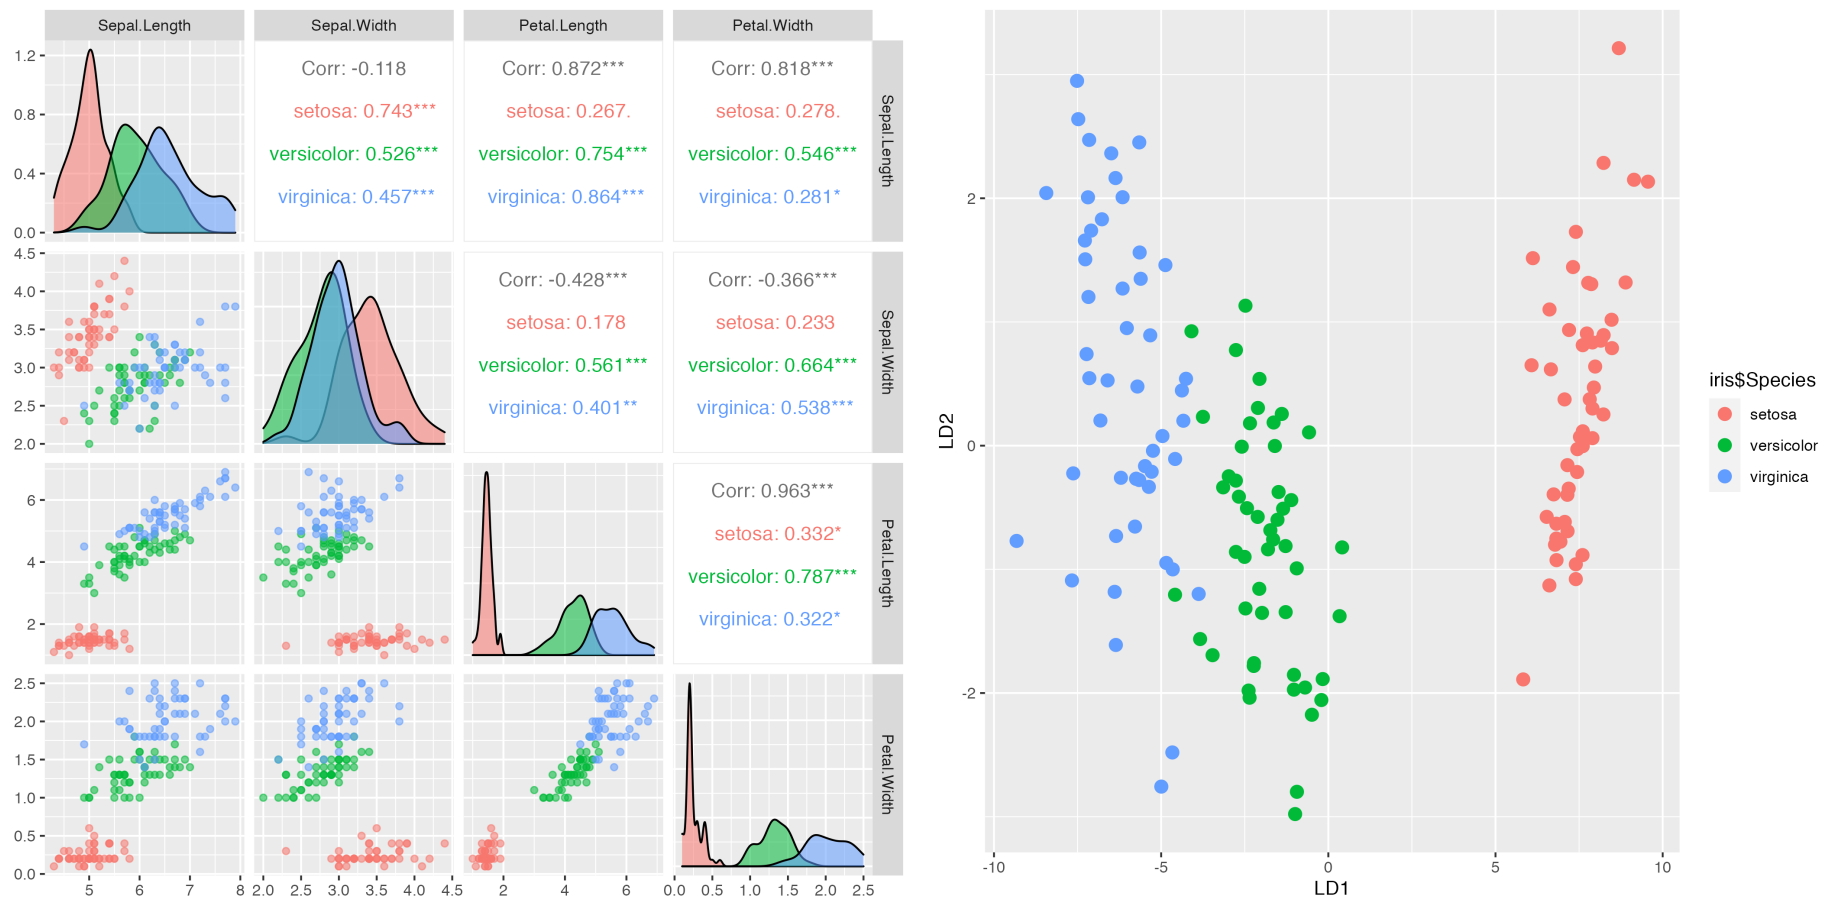 Sepal.Length
Sepal.Width
Petal.Length
Petal.Width
1.2
0.8
0.4
0.0
Corr: -0.118
setosa: 0.743***
versicolor: 0.526***
virginica: 0.457***
Corr: 0.872***
setosa: 0.267.
versicolor: 0.754***
virginica: 0.864***
Corr: 0.818***
setosa: 0.278.
versicolor: 0.546***
virginica: 0.281*
Sepal.Length
4.5
4.0
3.5
3.0
2.5
2.0
Corr: -0.428***
setosa: 0.178
versicolor: 0.561***
virginica: 0.401**
Corr: -0.366***
setosa: 0.233
versicolor: 0.664***
virginica: 0.538***
Sepal.Width
6
4
2
Corr: 0.963***
setosa: 0.332*
versicolor: 0.787***
virginica: 0.322*
Petal.Length
2.5
2.0
1.5
1.0
0.5
0.0
Petal.Width
5 6 7 8
2.0 2.5 3.0 3.5 4.0 4.5
2 4 6
0.0 0.5 1.0 1.5 2.0 2.5
LD2
2
0
-2
-10 -5 0 5 10
LD1
iris$Species
setosa
versicolor
virginica